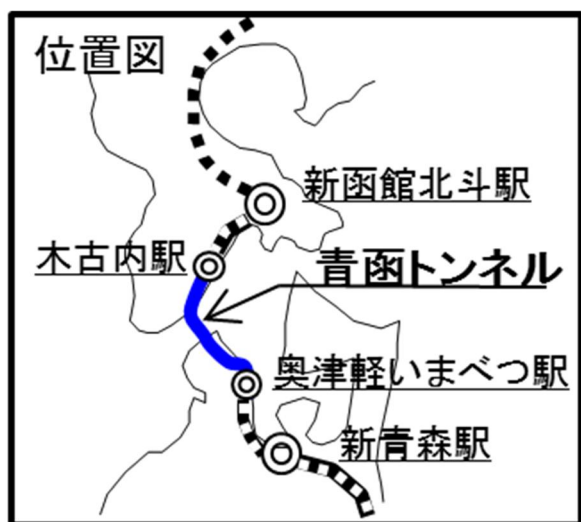 位置図
新函館北斗駅
木古内駅
青函トンネル
奥津軽いまべつ駅
新青森駅